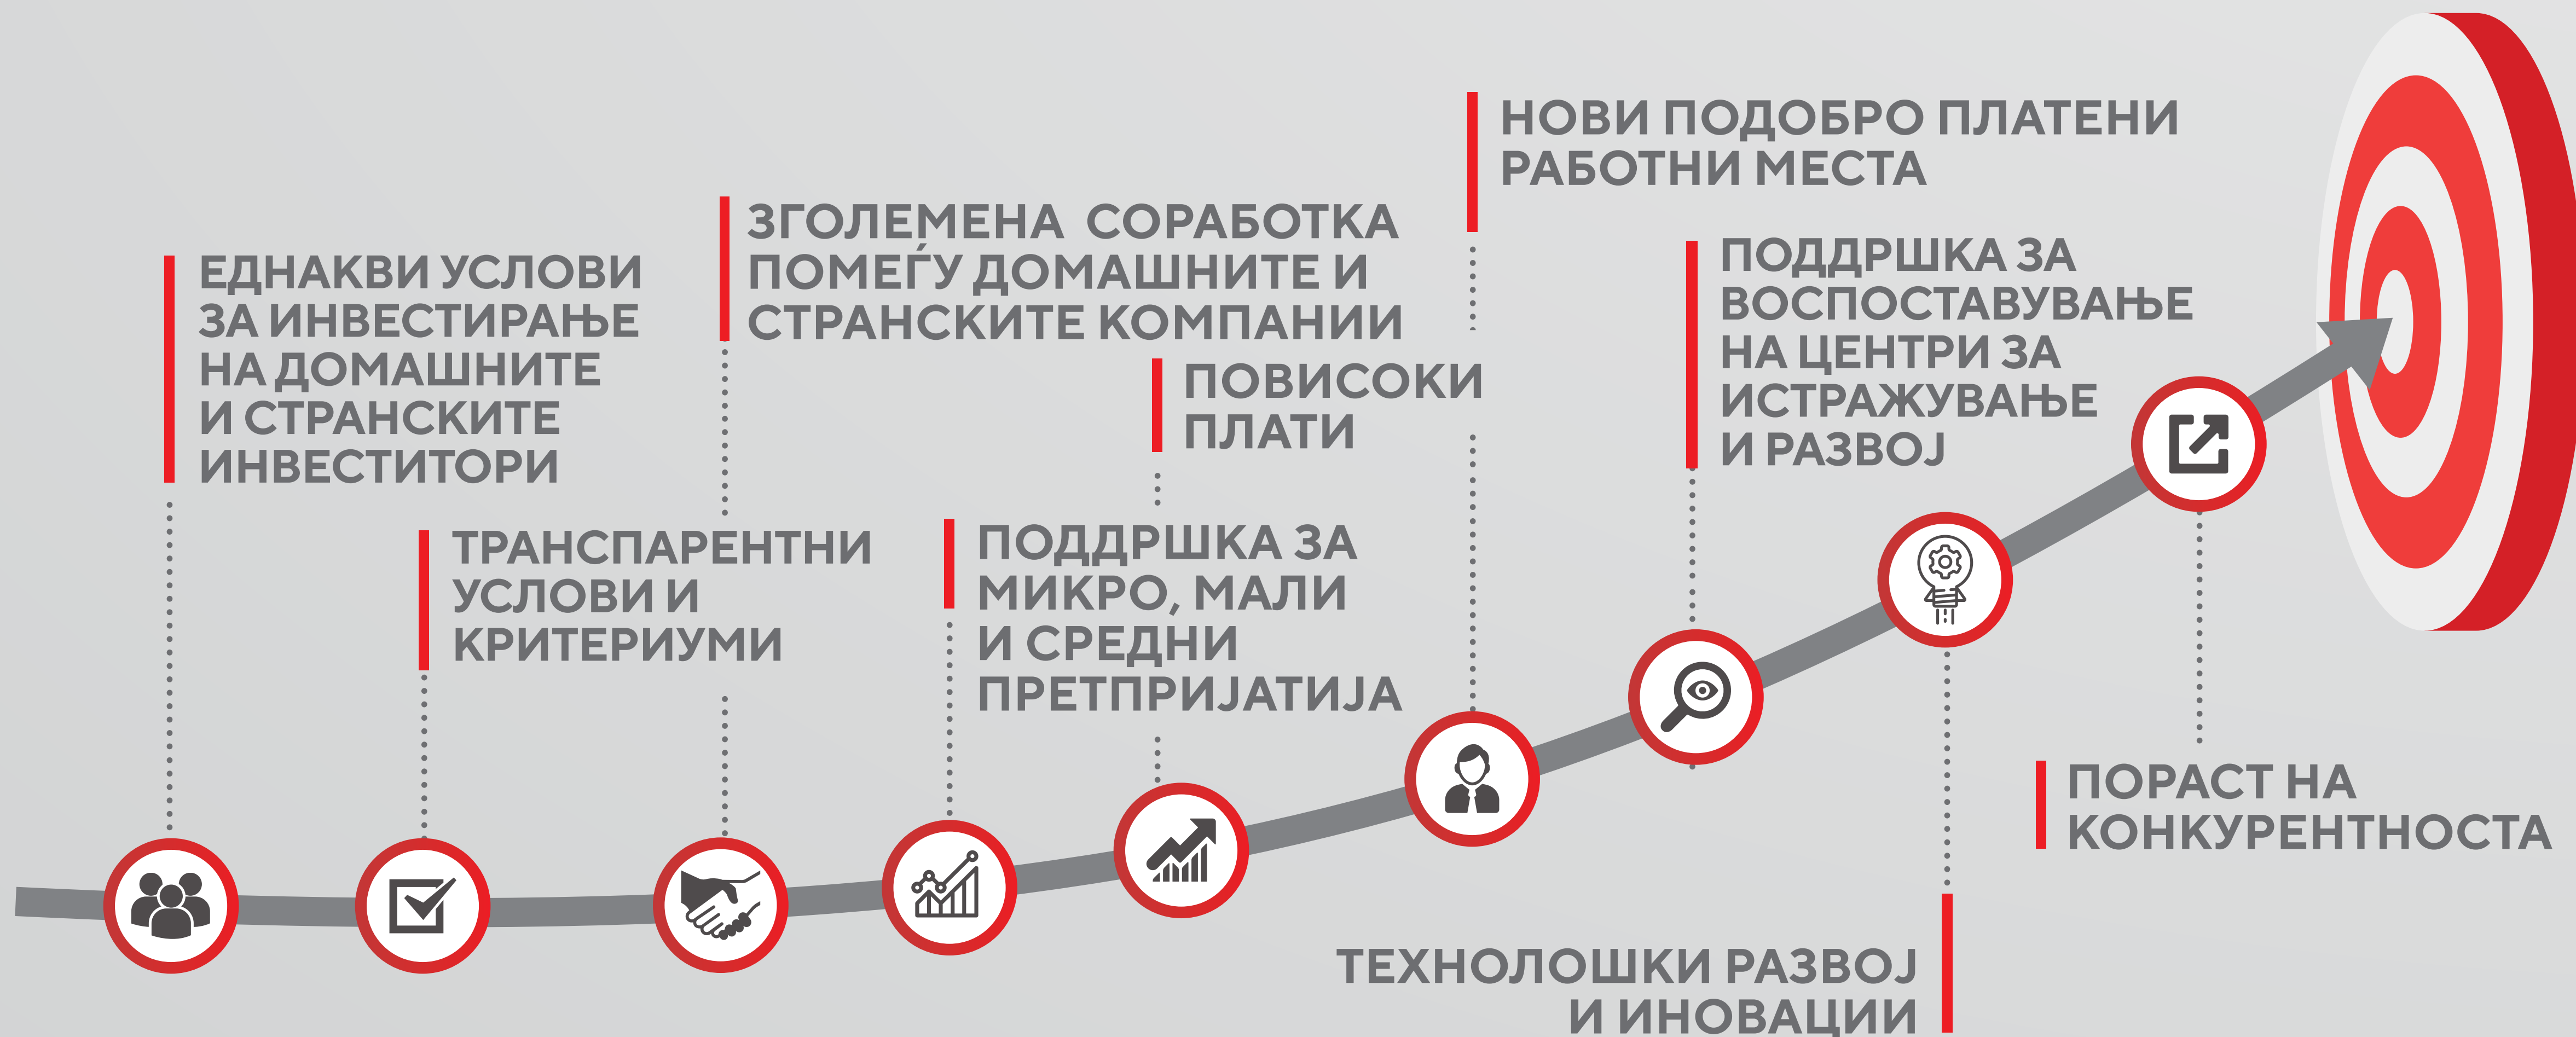 ЕДНАКВИ УСЛОВИ
ЗА ИНВЕСТИРАЊЕ
НА ДОМАШНИТЕ
И СТРАНСКИТЕ
ИНВЕСТИТОРИ
ТРАНСПАРЕНТНИ
УСЛОВИ И
КРИТЕРИУМИ
ЗГОЛЕМЕНА СОРАБОТКА
ПОМЕЃУ ДОМАШНИТЕ И
СТРАНСКИТЕ КОМПАНИИ
ПОДДРШКА ЗА
МИКРО, МАЛИ
И СРЕДНИ
ПРЕТПРИЈАТИЈА
ПОВИСОКИ
ПЛАТИ
НОВИ ПОДОБРО ПЛАТЕНИ
РАБОТНИ МЕСТА
ПОДДРШКА ЗА
ВОСПОСТАВУВАЊЕ
НА ЦЕНТРИ ЗА
ИСТРАЖУВАЊЕ
И РАЗВОЈ
ТЕХНОЛОШКИ РАЗВОЈ
И ИНОВАЦИИ
ПОРАСТ НА
КОНКУРЕНТНОСТА